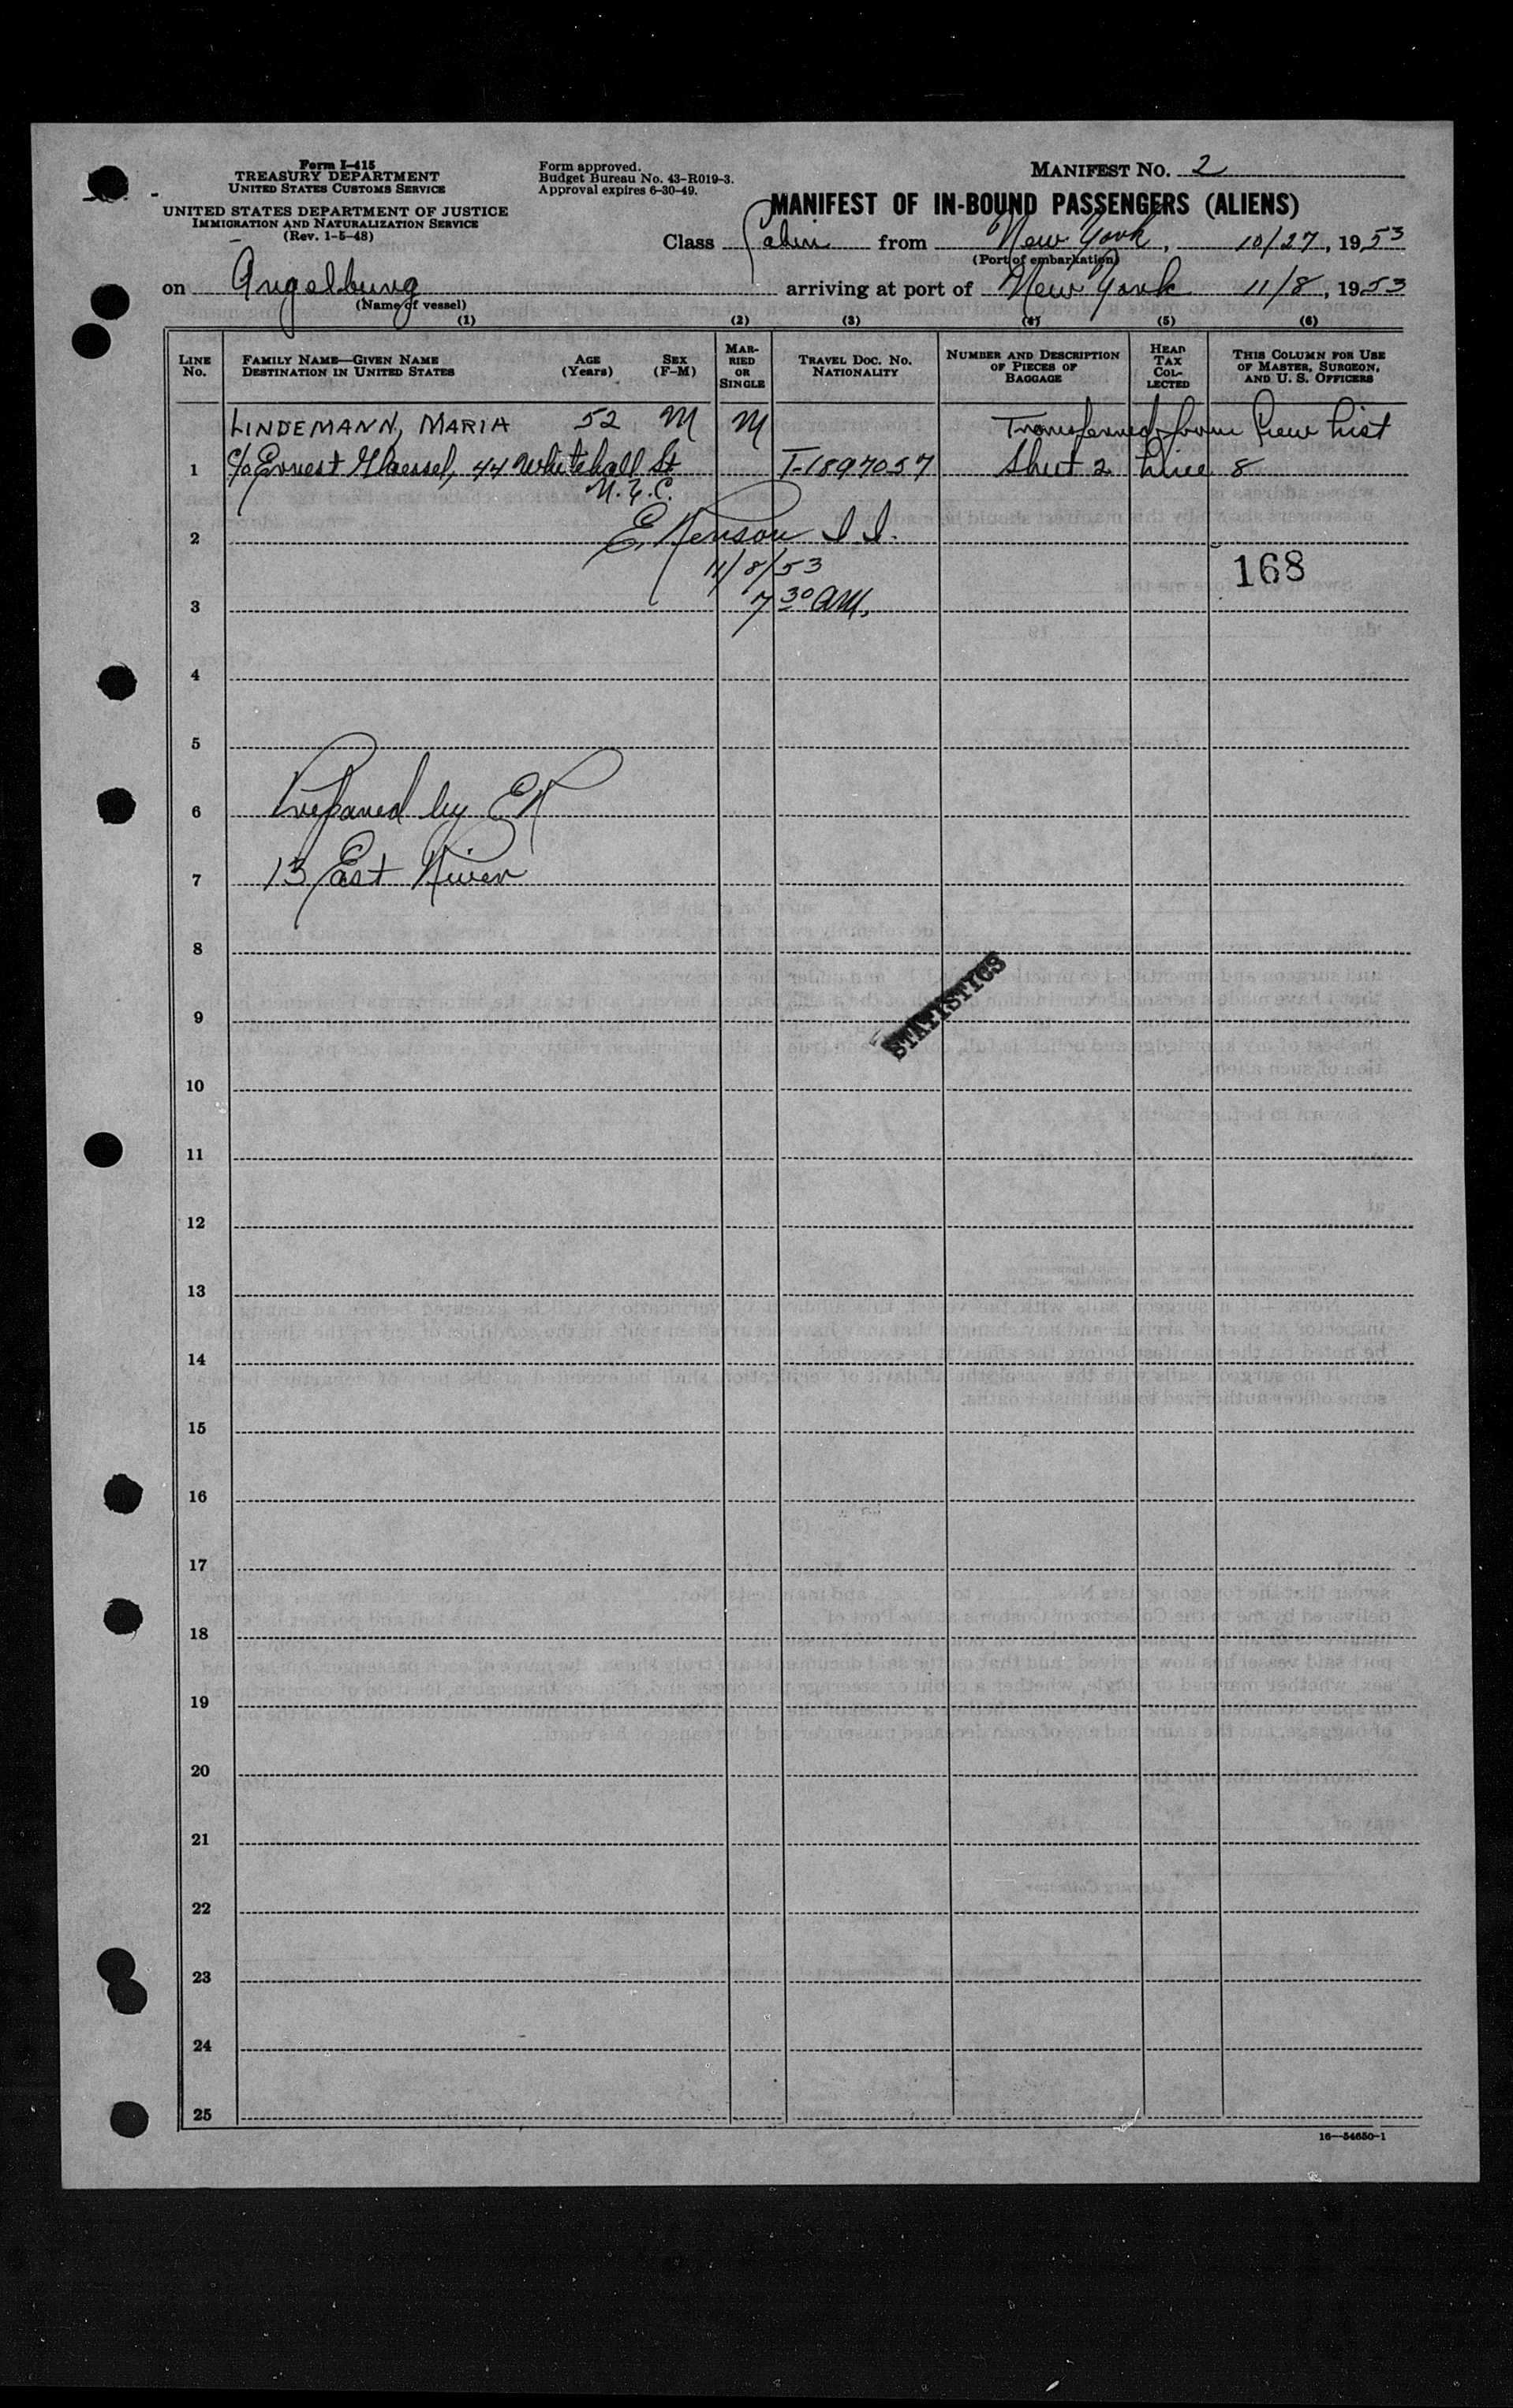 Form I-415
TREASURY DEPARTMENT
UNITED STATES CUSTOMS SERVICE
UNITED STATES DEPARTMENT OF JUSTICE
IMMIGRATION AND NATURALIZATION SERVICE
(Rev. 1-5-48)
Form approved.
Budget Bureau No. 43-R019-3.
Approval expires 6-30-49.
MANIFEST NO. 2
MANIFEST OF IN-BOUND PASSENGERS (ALIENS)
Class Cabin from New York, 10/27, 1953
(Port of embarkation)
on Angelburg arriving at port of New York 11/8, 1953
(Name of vessel)
(1) (2) (3) (4) (5) (6)
LINE No. FAMILY NAME—GIVEN NAME DESTINATION IN UNITED STATES AGE (Years) SEX (F-M) MARRIED OR SINGLE TRAVEL DOC. NO. NATIONALITY NUMBER AND DESCRIPTION OF PIECES OF BAGGAGE HEAD TAX COLLECTED THIS COLUMN FOR USE OF MASTER, SURGEON, AND U. S. OFFICERS
LINDEMANN, MARIA 52 M M Transferred from Crew List
1 c/o Ernest Glaessel, 44 Whitehall St T-1897057 Sheet 2 Line 8
N.Y.C.
2 E. I. I.
11/8/53 168
3 7 30 AM.
4
5
6 Prepared by ER
7 13 East River
8
STATISTICS
9
10
11
12
13
14
15
16
17
18
19
20
21
22
23
24
25
16—54650-1